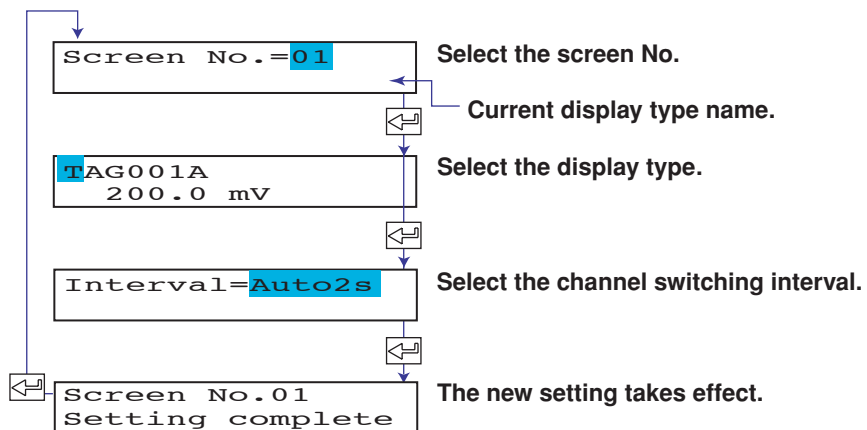 Screen No.=01
Select the screen No.
Current display type name.
TAG001A
200.0 mV
Select the display type.
Interval=Auto2s
Select the channel switching interval.
Screen No.01
Setting complete
The new setting takes effect.